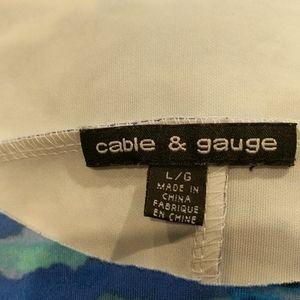 cable & gauge
L/G
MADE IN
CHINA
FABRIQUE
EN CHINE